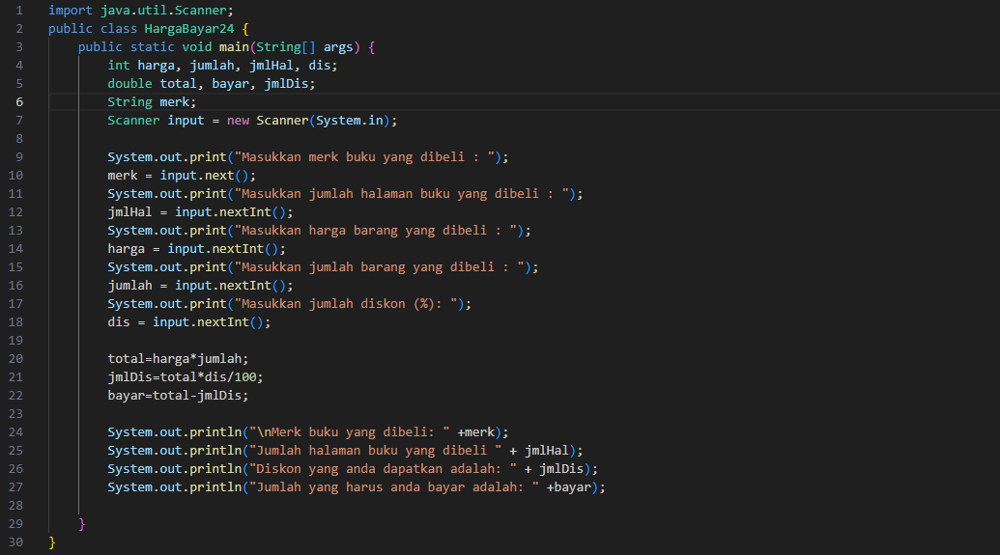 1 import java.util.Scanner;
2 public class HargaBayar24 {
3 public static void main(String[] args) {
4 int harga, jumlah, jmlHal, dis;
5 double total, bayar, jmlDis;
6 String merk;
7 Scanner input = new Scanner(System.in);
8
9 System.out.print("Masukkan merk buku yang dibeli : ");
10 merk = input.next();
11 System.out.print("Masukkan jumlah halaman buku yang dibeli : ");
12 jmlHal = input.nextInt();
13 System.out.print("Masukkan harga barang yang dibeli : ");
14 harga = input.nextInt();
15 System.out.print("Masukkan jumlah barang yang dibeli : ");
16 jumlah = input.nextInt();
17 System.out.print("Masukkan jumlah diskon (%): ");
18 dis = input.nextInt();
19
20 total=harga*jumlah;
21 jmlDis=total*dis/100;
22 bayar=total-jmlDis;
23
24 System.out.println("\nMerk buku yang dibeli: " +merk);
25 System.out.println("Jumlah halaman buku yang dibeli " + jmlHal);
26 System.out.println("Diskon yang anda dapatkan adalah: " + jmlDis);
27 System.out.println("Jumlah yang harus anda bayar adalah: " +bayar);
28
29 }
30 }